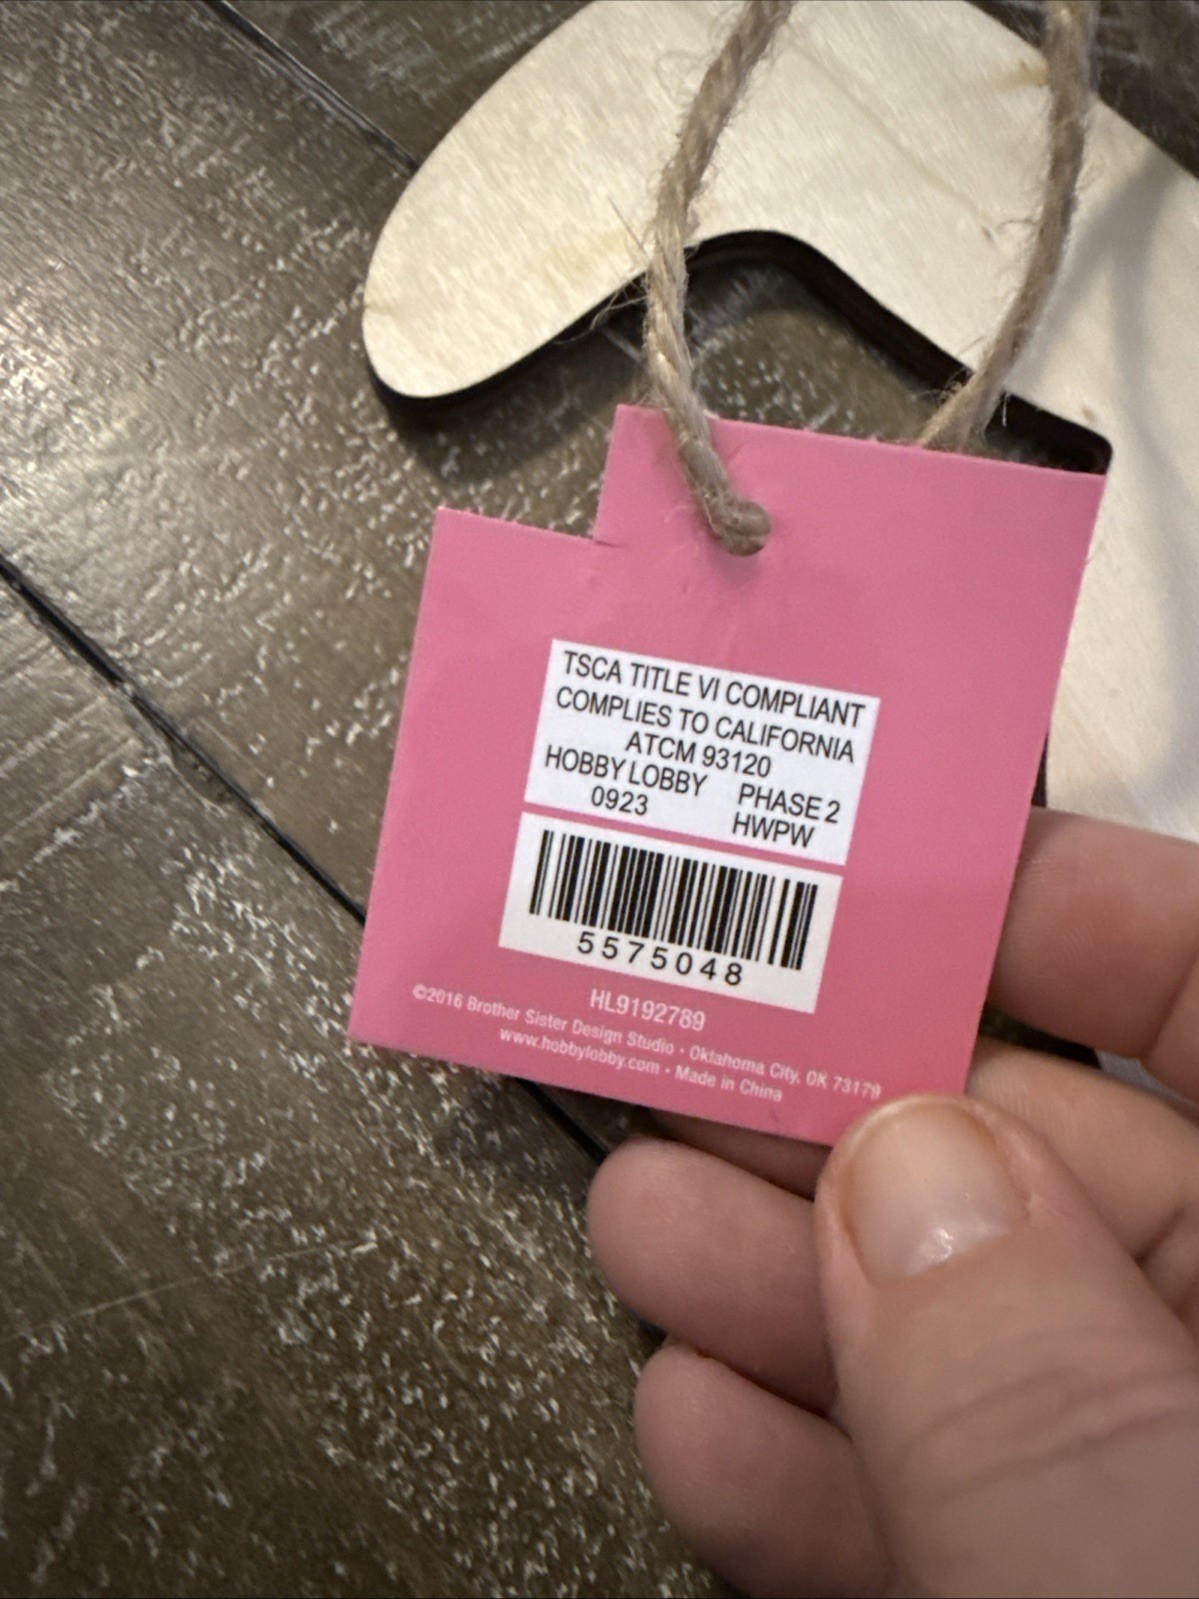 TSCA TITLE VI COMPLIANT
COMPLIES TO CALIFORNIA
ATCM 93120
HOBBY LOBBY PHASE 2
0923 HWPW
5575048
HL9192789
©2016 Brother Sister Design Studio • Oklahoma City, OK 73179
www.hobbylobby.com • Made in China